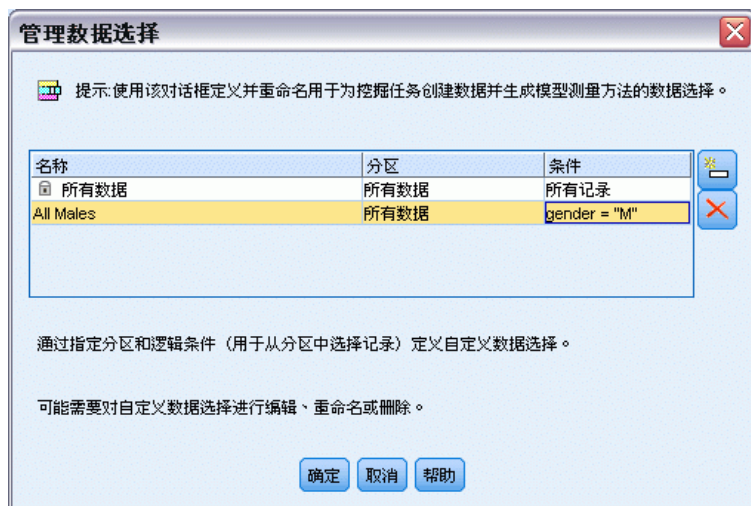 管理数据选择
提示:使用该对话框定义并重命名用于为挖掘任务创建数据并生成模型测量方法的数据选择。
名称 分区 条件
所有数据 所有数据 所有记录
All Males 所有数据 gender = "M"
通过指定分区和逻辑条件（用于从分区中选择记录）定义自定义数据选择。
可能需要对自定义数据选择进行编辑、重命名或删除。
确定 取消 帮助